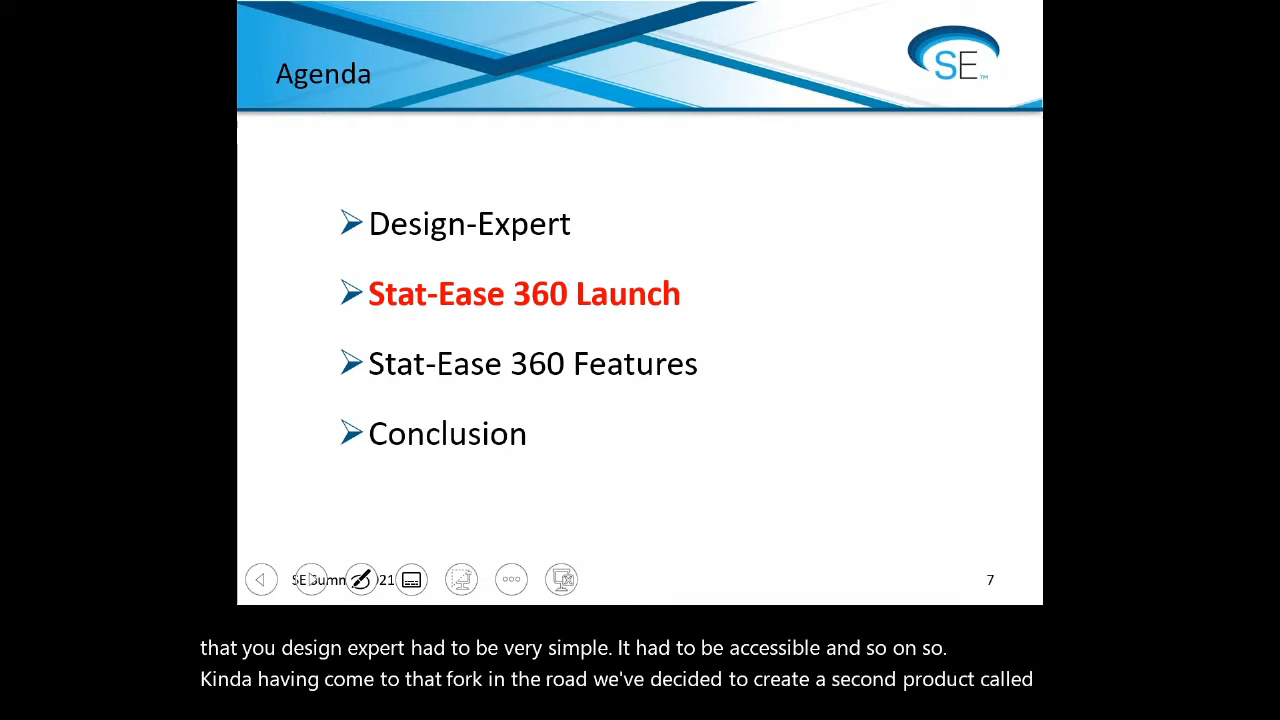 Agenda
SE™
Design-Expert
Stat-Ease 360 Launch
Stat-Ease 360 Features
Conclusion
SE 21
7
that you design expert had to be very simple. It had to be accessible and so on so.
Kinda having come to that fork in the road we've decided to create a second product called